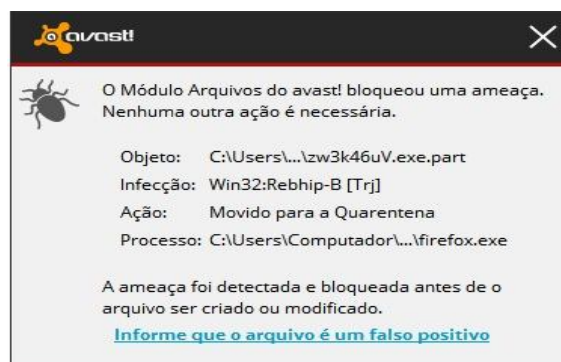 avast!
O Módulo Arquivos do avast! bloqueou uma ameaça.
Nenhuma outra ação é necessária.
Objeto: C:\Users\...\zw3k46uV.exe.part
Infecção: Win32:Rebhip-B [Trj]
Ação: Movido para a Quarentena
Processo: C:\Users\Computador\...\firefox.exe
A ameaça foi detectada e bloqueada antes de o
arquivo ser criado ou modificado.
Informe que o arquivo é um falso positivo